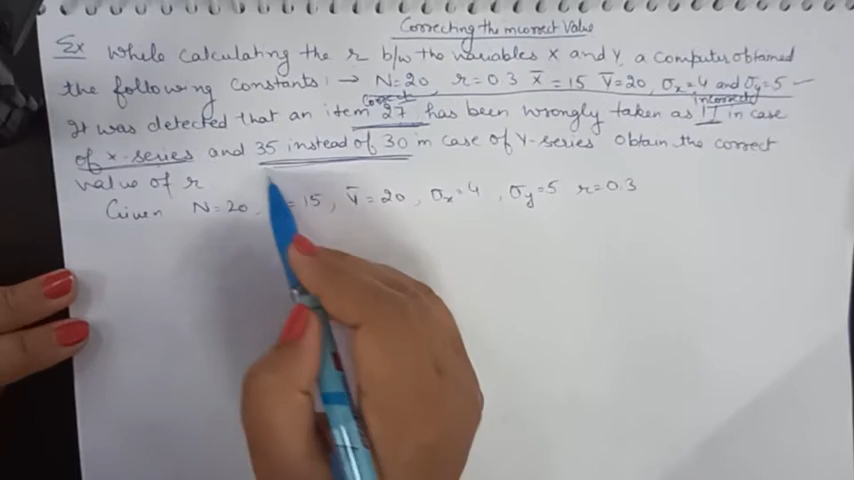 Correcting the incorrect Value
Ex While calculating the r b/w the variables X and Y, a computer obtained
the following constants :→ N=20, r=0.3 X̅=15 Y̅=20, σx=4 and σy=5
correct incorrect
It was detected that an item 27 has been wrongly taken as 17 in case
of x-series and 35 instead of 30 in case of Y-series Obtain the correct
value of r
Given N=20, =15, Y̅=20, σx=4, σy=5 r=0.3